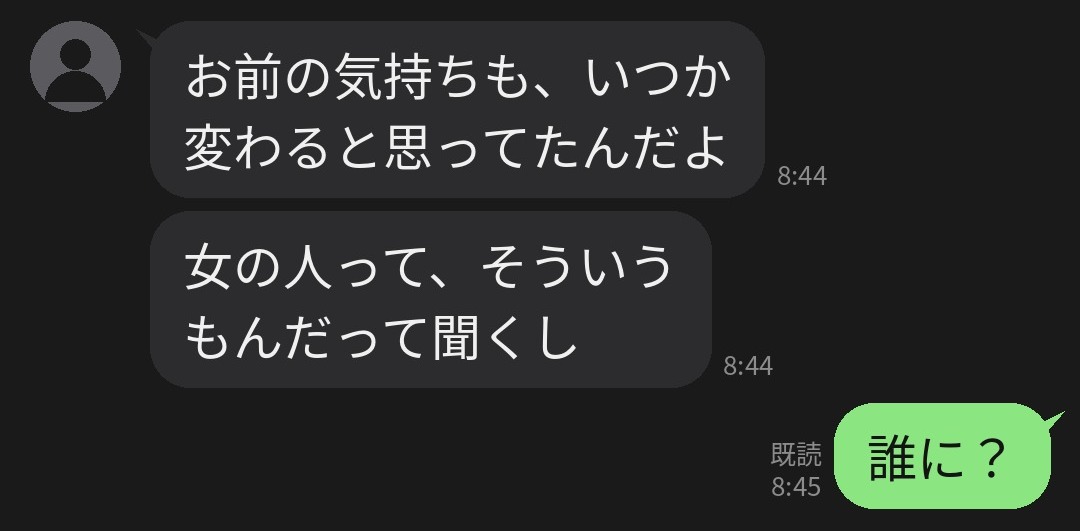 お前の気持ちも、いつか
変わると思ってたんだよ
8:44
女の人って、そういう
もんだって聞くし
8:44
誰に？
既読
8:45